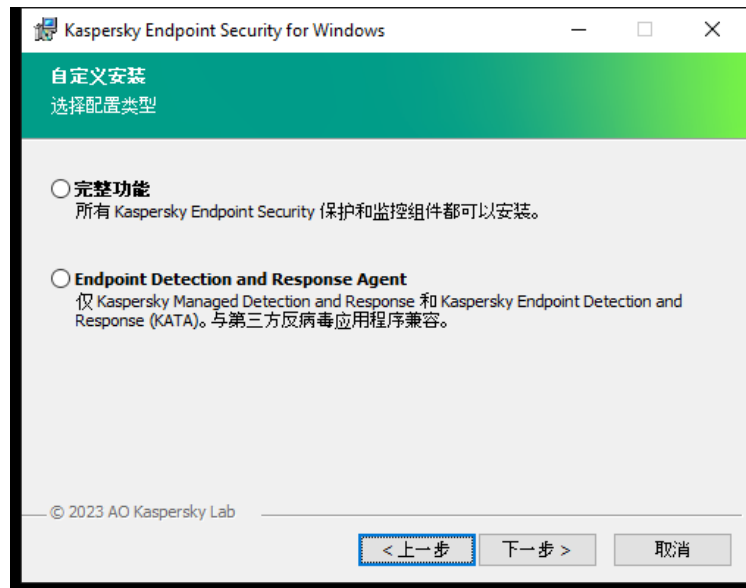 Kaspersky Endpoint Security for Windows
自定义安装
选择配置类型
完整功能
所有 Kaspersky Endpoint Security 保护和监控组件都可以安装。
Endpoint Detection and Response Agent
仅 Kaspersky Managed Detection and Response 和 Kaspersky Endpoint Detection and
Response (KATA)。与第三方反病毒应用程序兼容。
© 2023 AO Kaspersky Lab
<上一步 下一步 > 取消